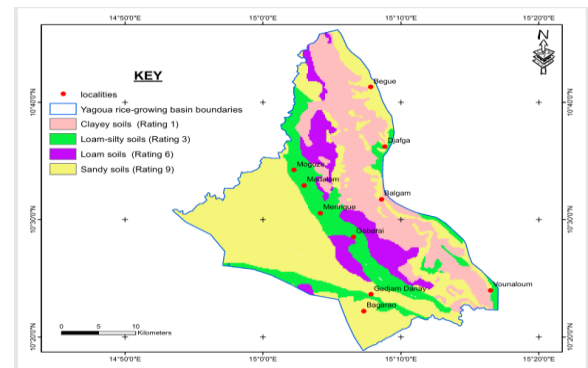 14°50'0"E 15°0'0"E 15°10'0"E 15°20'0"E
N
KEY
localities
Yagoua rice-growing basin boundaries
Clayey soils (Rating 1)
Loam-silty soils (Rating 3)
Loam soils (Rating 6)
Sandy soils (Rating 9)
Begue
10°40'0"N
10°40'0"N
Djafga
Balgam
Menrigue
10°30'0"N
10°30'0"N
Gabarai
Vounaloum
Gedjam Danay
Bagarao
0 5 10
Kilometers
10°20'0"N
10°20'0"N
14°50'0"E 15°0'0"E 15°10'0"E 15°20'0"E